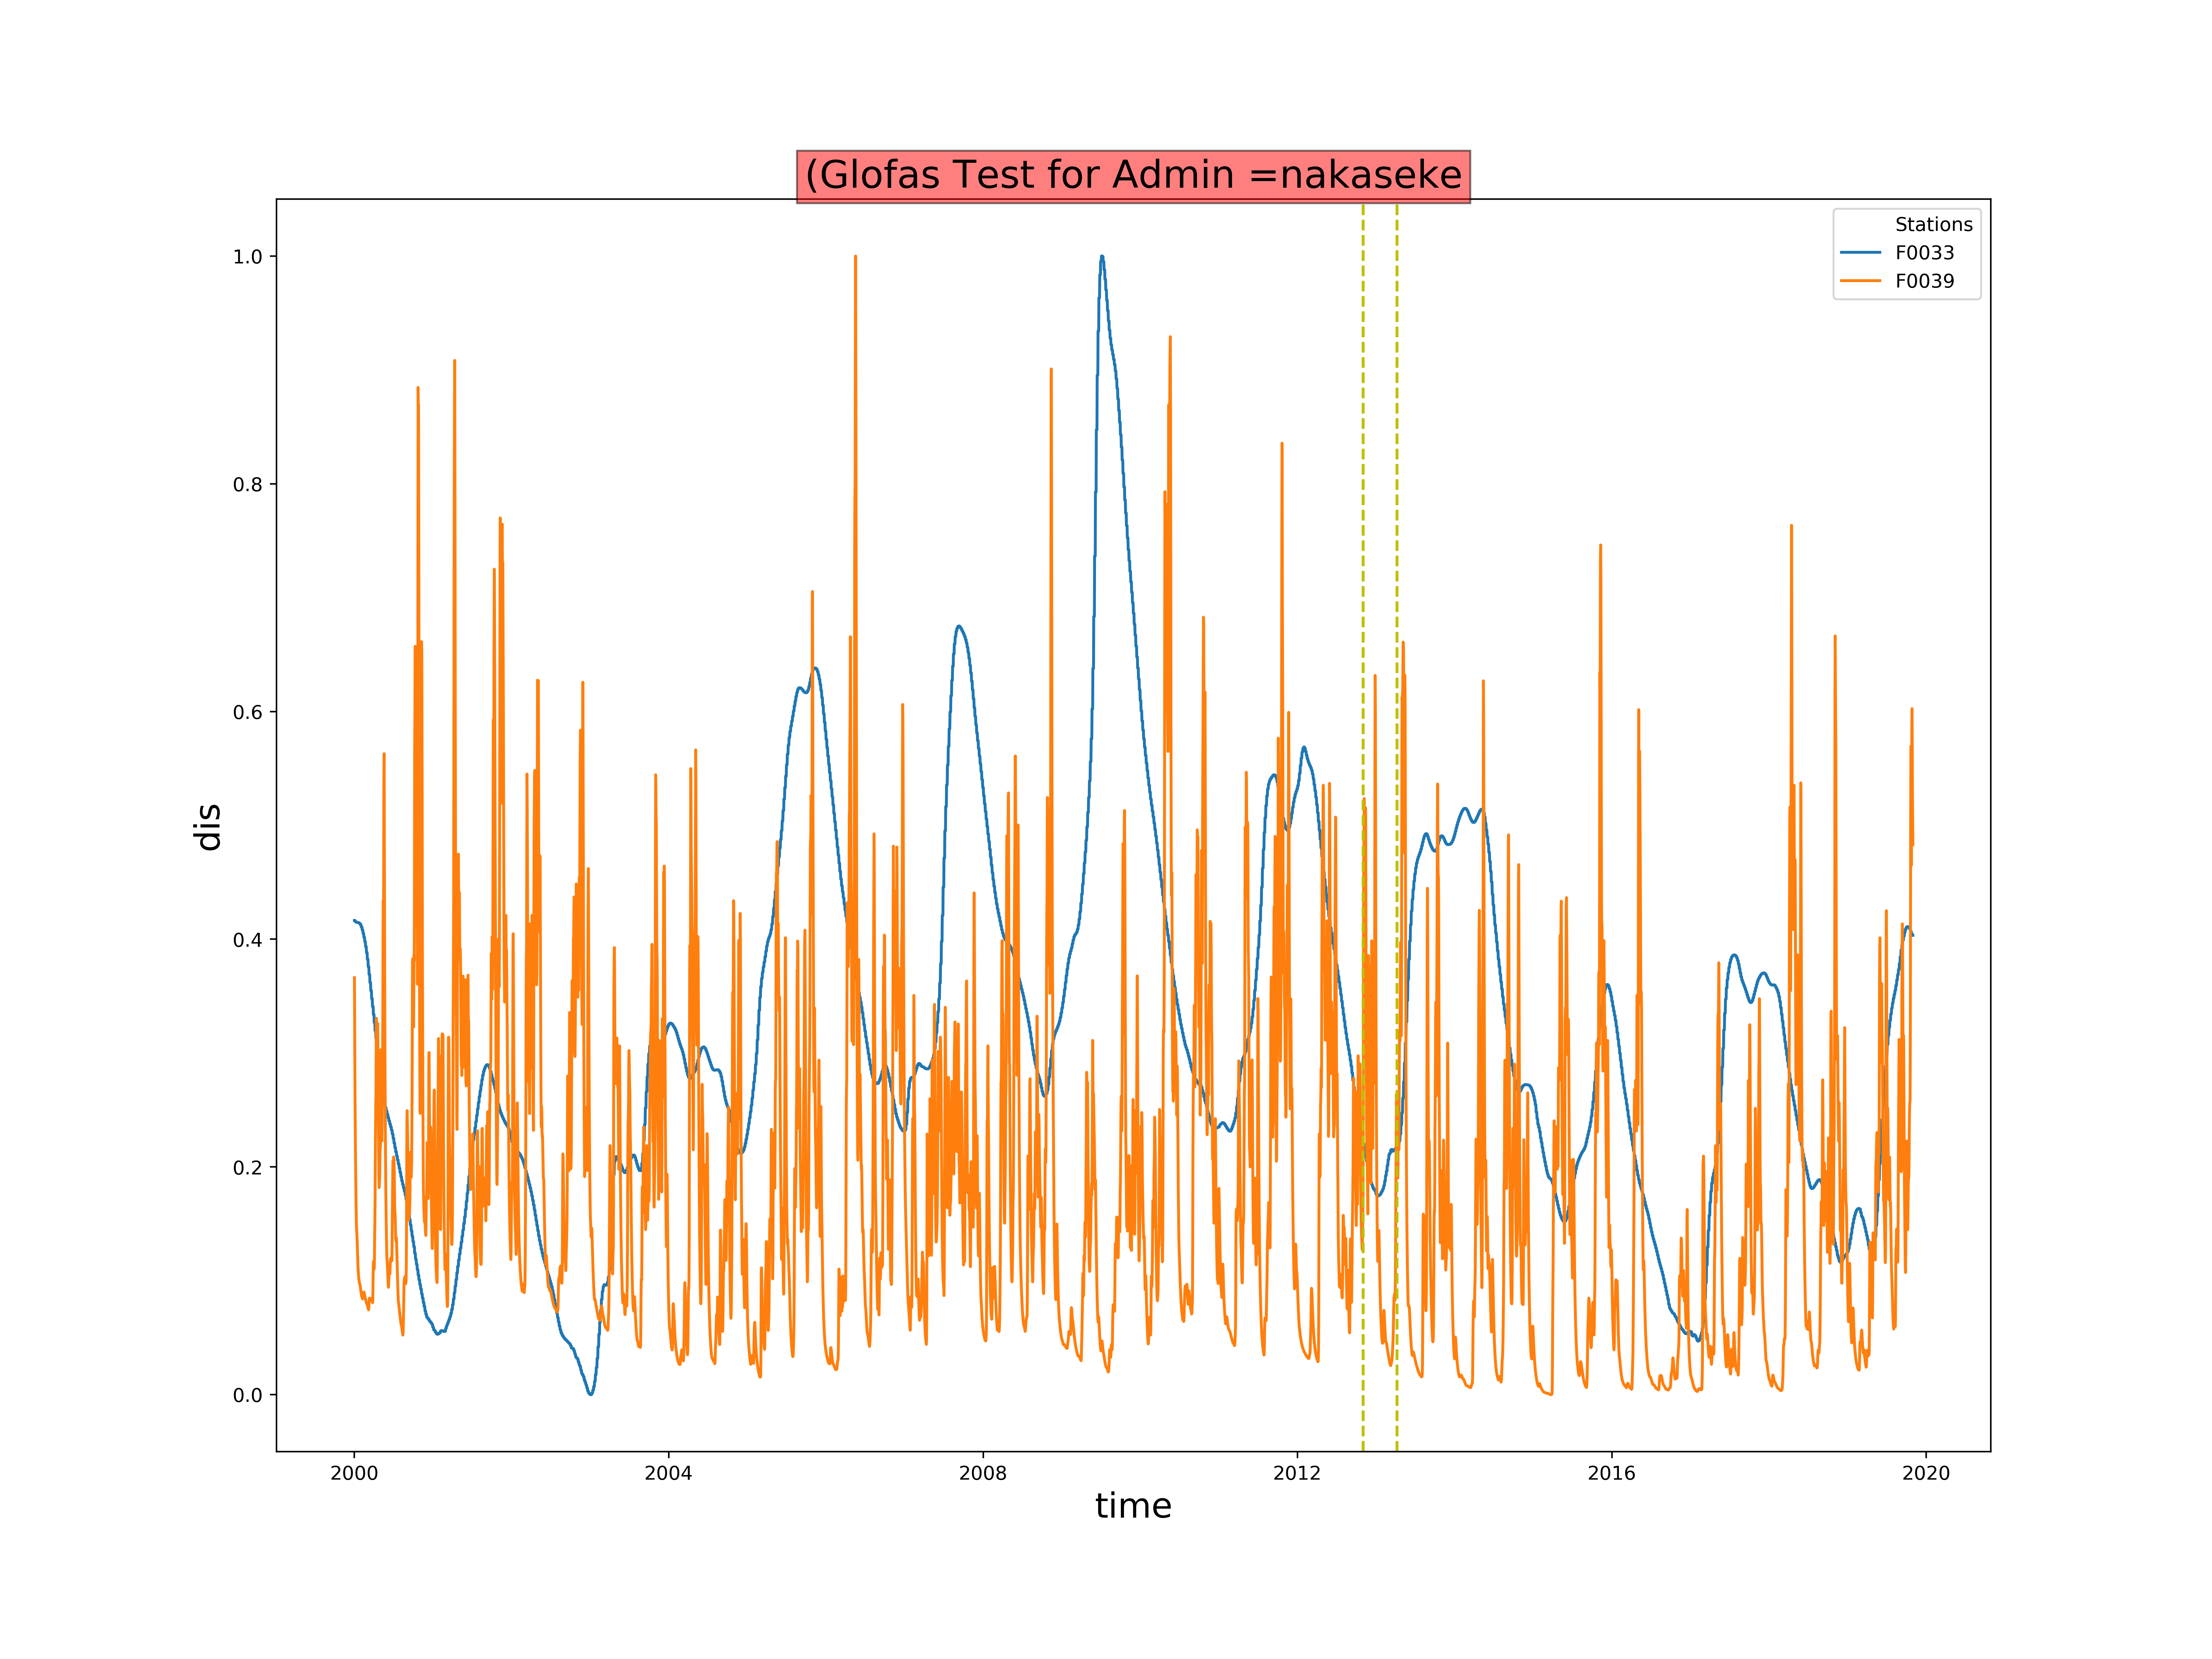 (Glofas Test for Admin =nakaseke
Stations
F0033
F0039
1.0
0.8
0.6
0.4
0.2
0.0
dis
2000 2004 2008 2012 2016 2020
time